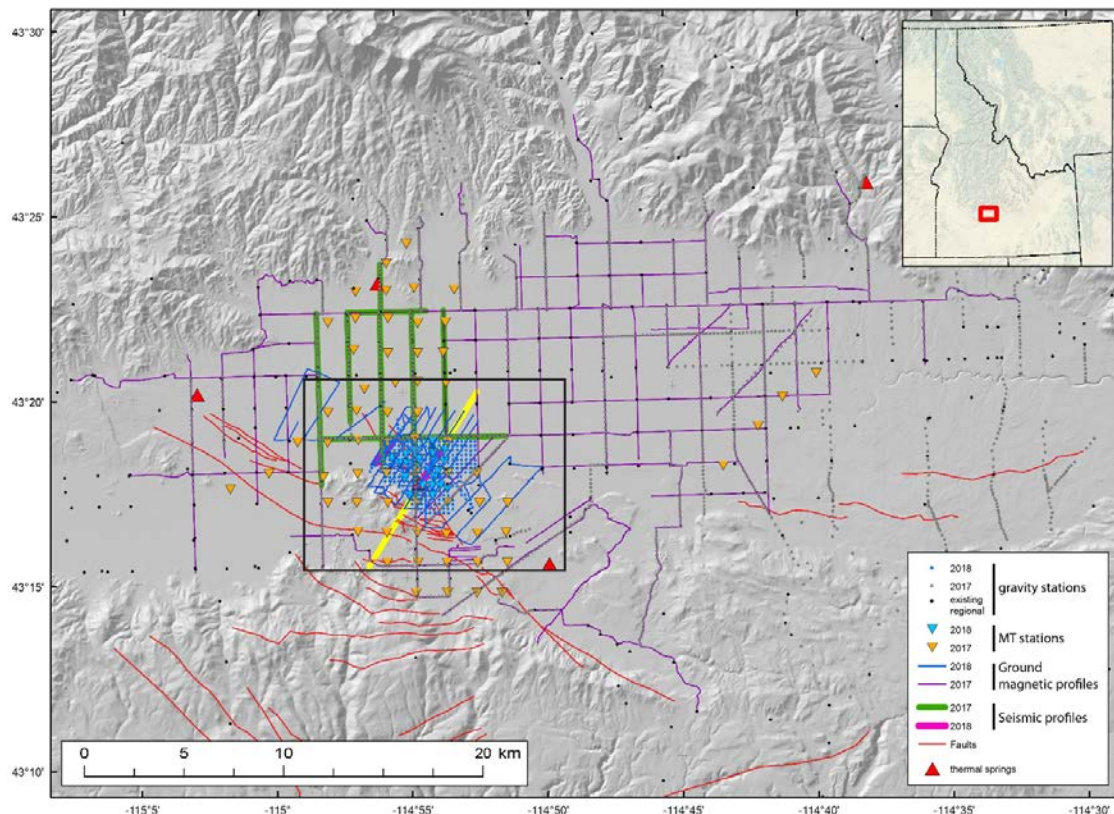 43°30'
43°25'
43°20'
43°15'
43°10'
0 5 10 20 km
2018
2017
existing
regional
gravity stations
2018
2017
MT stations
2018
2017
Ground
magnetic profiles
2017
2018
Seismic profiles
Faults
thermal springs
-115°5' -115° -114°55' -114°50' -114°45' -114°40' -114°35' -114°30'